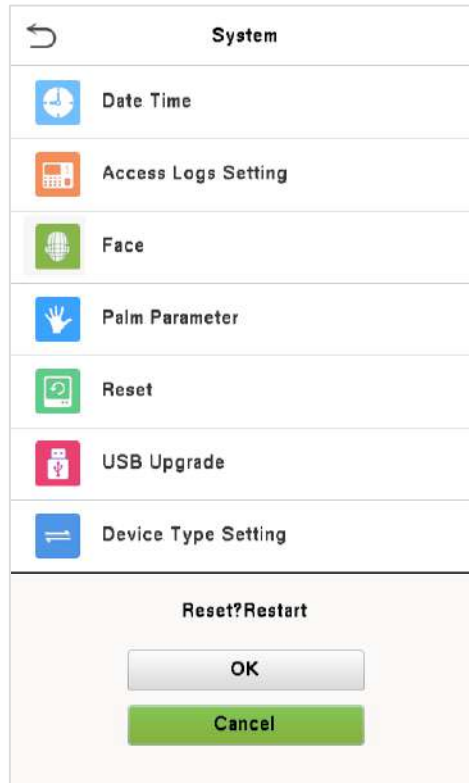 System
Date Time
Access Logs Setting
Face
Palm Parameter
Reset
USB Upgrade
Device Type Setting
Reset?Restart
OK
Cancel